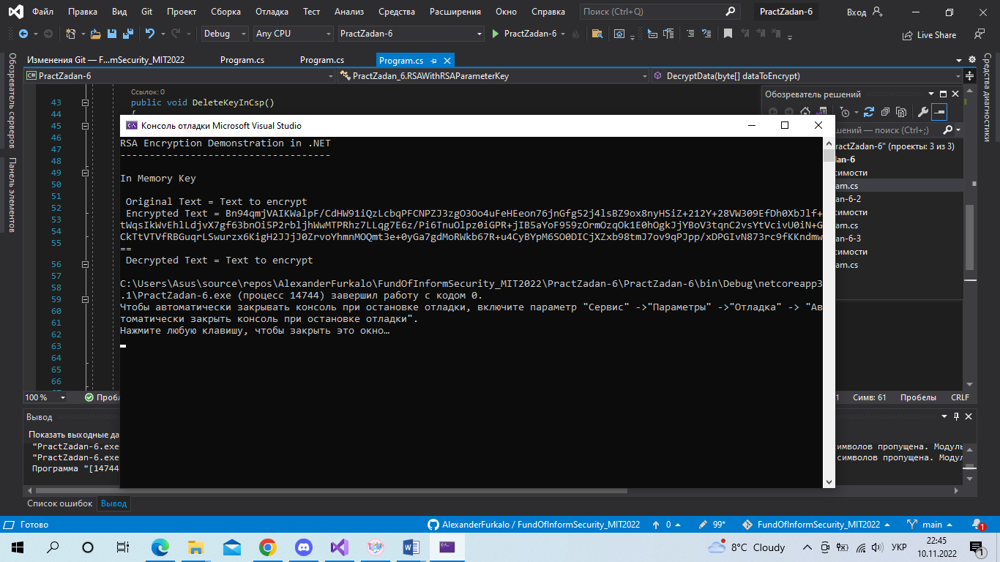 Файл Правка Вид Git Проект Сборка Отладка Тест Анализ Средства Расширения Окно Справка Поиск (Ctrl+Q) PractZadan-6 Вход
Debug Any CPU PractZadan-6 PractZadan-6 Live Share
Изменения Git — F...mSecurity_MIT2022 Program.cs Program.cs Program.cs
C# PractZadan-6 PractZadan_6.RSAWithRSAParameterKey DecryptData(byte[] dataToEncrypt)
Обозреватель серверов
Панель элементов
Средства диагностики
Ссылок: 0
43 public void DeleteKeyInCsp()
44 {
45
46
47
48
49
50
51
52
53
54
55
56
57
58
59
60
61
62
63
64
65
66
Обозреватель решений
шений — поиск (Ctrl+;)
ractZadan-6" (проекты: 3 из 3)
dan-6
симости
am.cs
dan-6-2
симости
am.cs
dan-6-3
симости
am.cs
Консоль отладки Microsoft Visual Studio
RSA Encryption Demonstration in .NET
------------------------------------
In Memory Key
Original Text = Text to encrypt
Encrypted Text = Bn94qmjVAIKWalpF/CdHW91iQzLcbqPFCNPZJ3zgO3Oo4uFeHEeon76jnGfg52j4lsBZ9ox8nyHSiZ+212Y+28VW309EfDh0XbJlf+
tWqsIkWvEhlLdjvX7gf63bnOi5P2rbljhWwMTPRhz7LLqg7E6z/Pi6TnuOlpz0iGPR+jIB5aYoF959zOrmOzqOk1E0hOgkJjYBoV3tqnC2vsYtVcivU0iN+G
CkTtVTVfRBGuqrLSwurzx6KigH2JJjJ0ZrvoYhmnMOQmt3e+0yGa7gdMoRWkb67R+u4CyBYpM6SO0DICjXZxb98tmJ7ov9qPJpp/xDPGIvN873rc9fKKndmw
==
Decrypted Text = Text to encrypt
C:\Users\Asus\source\repos\AlexanderFurkalo\FundOfInformSecurity_MIT2022\PractZadan-6\PractZadan-6\bin\Debug\netcoreapp3
.1\PractZadan-6.exe (процесс 14744) завершил работу с кодом 0.
Чтобы автоматически закрывать консоль при остановке отладки, включите параметр "Сервис" ->"Параметры" ->"Отладка" -> "Ав
томатически закрыть консоль при остановке отладки".
Нажмите любую клавишу, чтобы закрыть это окно…
100 % Пробл 1 Симв: 61 Пробелы CRLF
Вывод
Показать выходные да
"PractZadan-6.exe имволов пропущена. Модуль
"PractZadan-6.exe символов пропущена. Модул
Программа "[14744
Список ошибок Вывод
Готово AlexanderFurkalo / FundOfInformSecurity_MIT2022 0 99* FundOfInformSecurity_MIT2022 main 1
8°C Cloudy УКР 22:45
10.11.2022 1